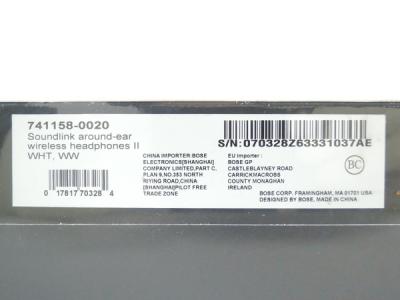 741158-0020
Soundlink around-ear
wireless headphones II
WHT, WW
0 17817 70328 4
CHINA IMPORTER:BOSE
ELECTRONICS[SHANGHAI]
COMPANY LIMITED,PART C,
PLAN 9,NO.353 NORTH
RIYING ROAD,CHINA
[SHANGHAI]PILOT FREE
TRADE ZONE
S/N:070328Z63331037AE
EU Importer :
BOSE GP
CASTLEBLAYNEY ROAD
CARRICKMACROSS
COUNTY MONAGHAN
IRELAND
BC
BOSE CORP. FRAMINGHAM, MA 01701 USA
DESIGNED BY BOSE, MADE IN CHINA